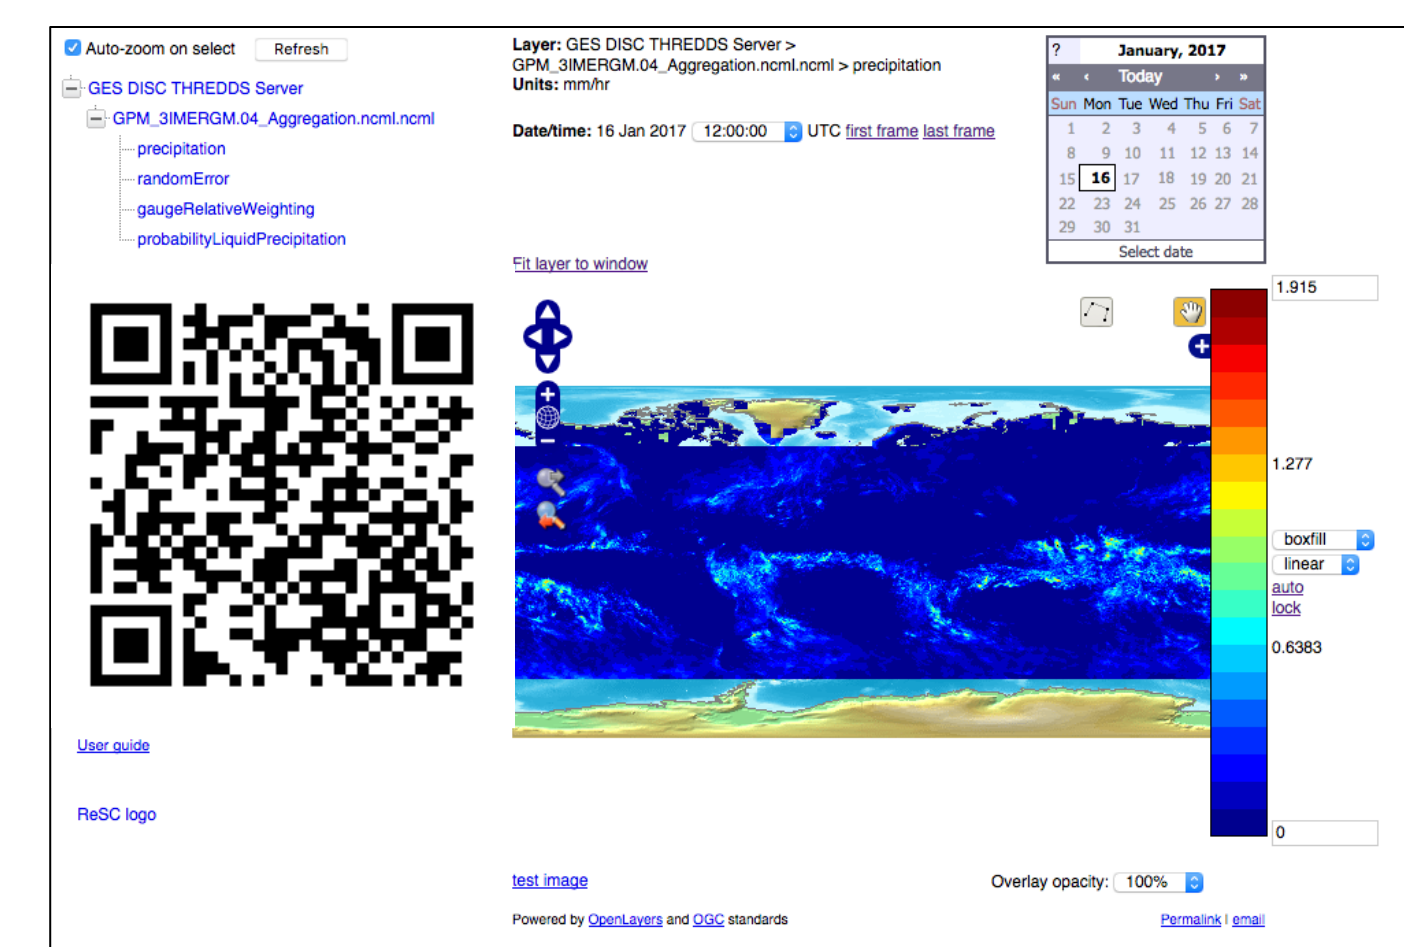 Auto-zoom on select Refresh
GES DISC THREDDS Server
GPM_3IMERGM.04_Aggregation.ncml.ncml
precipitation
randomError
gaugeRelativeWeighting
probabilityLiquidPrecipitation
User guide
ReSC logo
Layer: GES DISC THREDDS Server >
GPM_3IMERGM.04_Aggregation.ncml.ncml > precipitation
Units: mm/hr
Date/time: 16 Jan 2017 12:00:00 UTC first frame last frame
Fit layer to window
? January, 2017
« ‹ Today › »
Sun Mon Tue Wed Thu Fri Sat
1 2 3 4 5 6 7
8 9 10 11 12 13 14
15 16 17 18 19 20 21
22 23 24 25 26 27 28
29 30 31
Select date
1.915
1.277
boxfill
linear
auto
lock
0.6383
0
test image
Overlay opacity: 100%
Powered by OpenLayers and OGC standards
Permalink | email